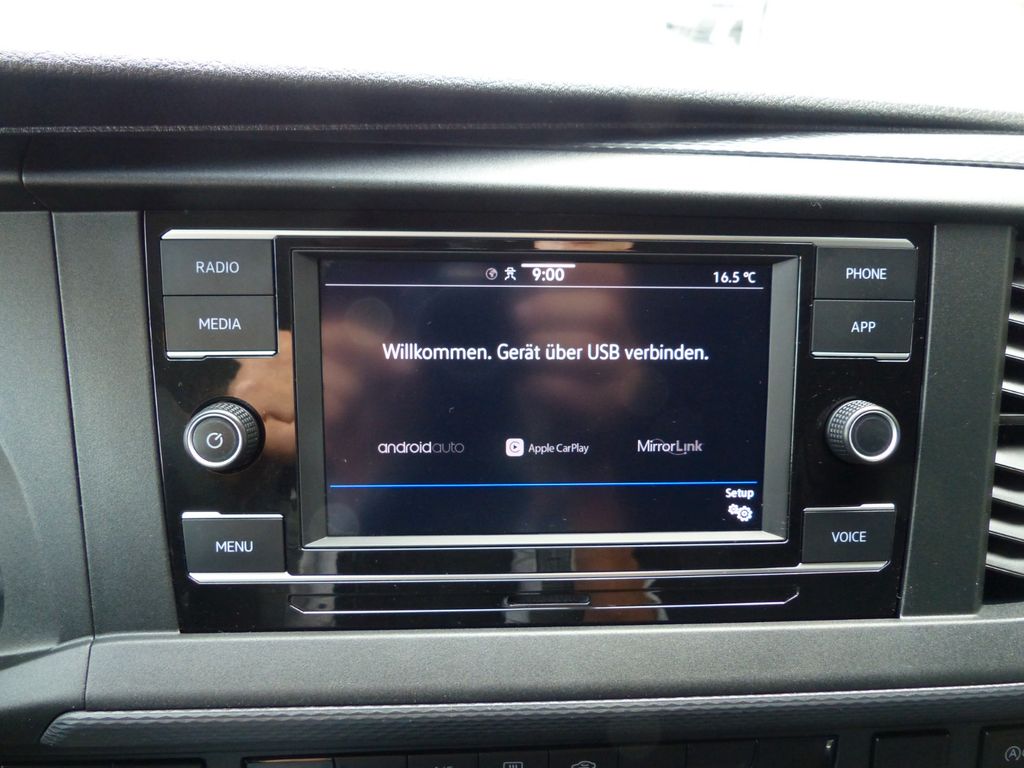 RADIO
MEDIA
MENU
9:00
16.5 °C
Willkommen. Gerät über USB verbinden.
androidauto
Apple CarPlay
MirrorLink
Setup
PHONE
APP
VOICE